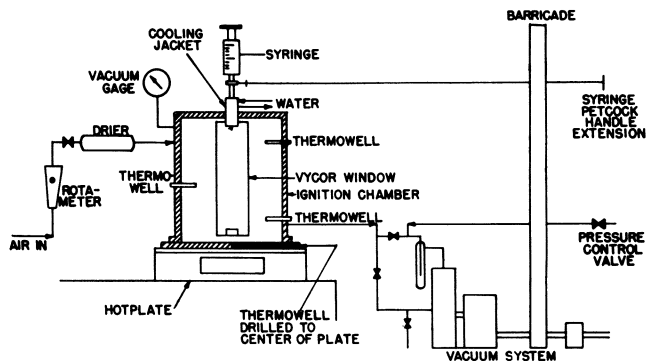 BARRICADE
COOLING
JACKET
SYRINGE
VACUUM
GAGE
WATER
SYRINGE
PETCOCK
HANDLE
EXTENSION
DRIER
THERMOWELL
THERMO
WELL
VYCOR WINDOW
ROTA-
METER
IGNITION CHAMBER
THERMOWELL
AIR IN
PRESSURE
CONTROL
VALVE
HOTPLATE
THERMOWELL
DRILLED TO
CENTER OF PLATE
VACUUM SYSTEM